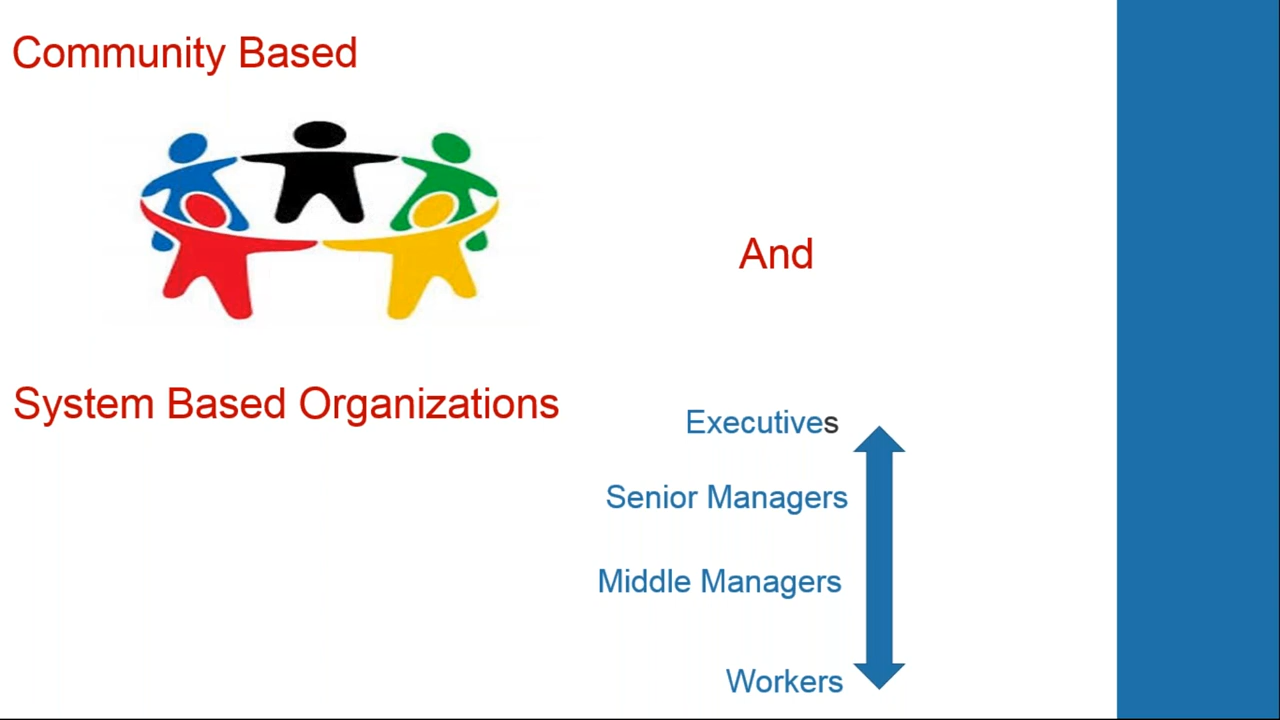 Community Based
And
System Based Organizations
Executives
Senior Managers
Middle Managers
Workers